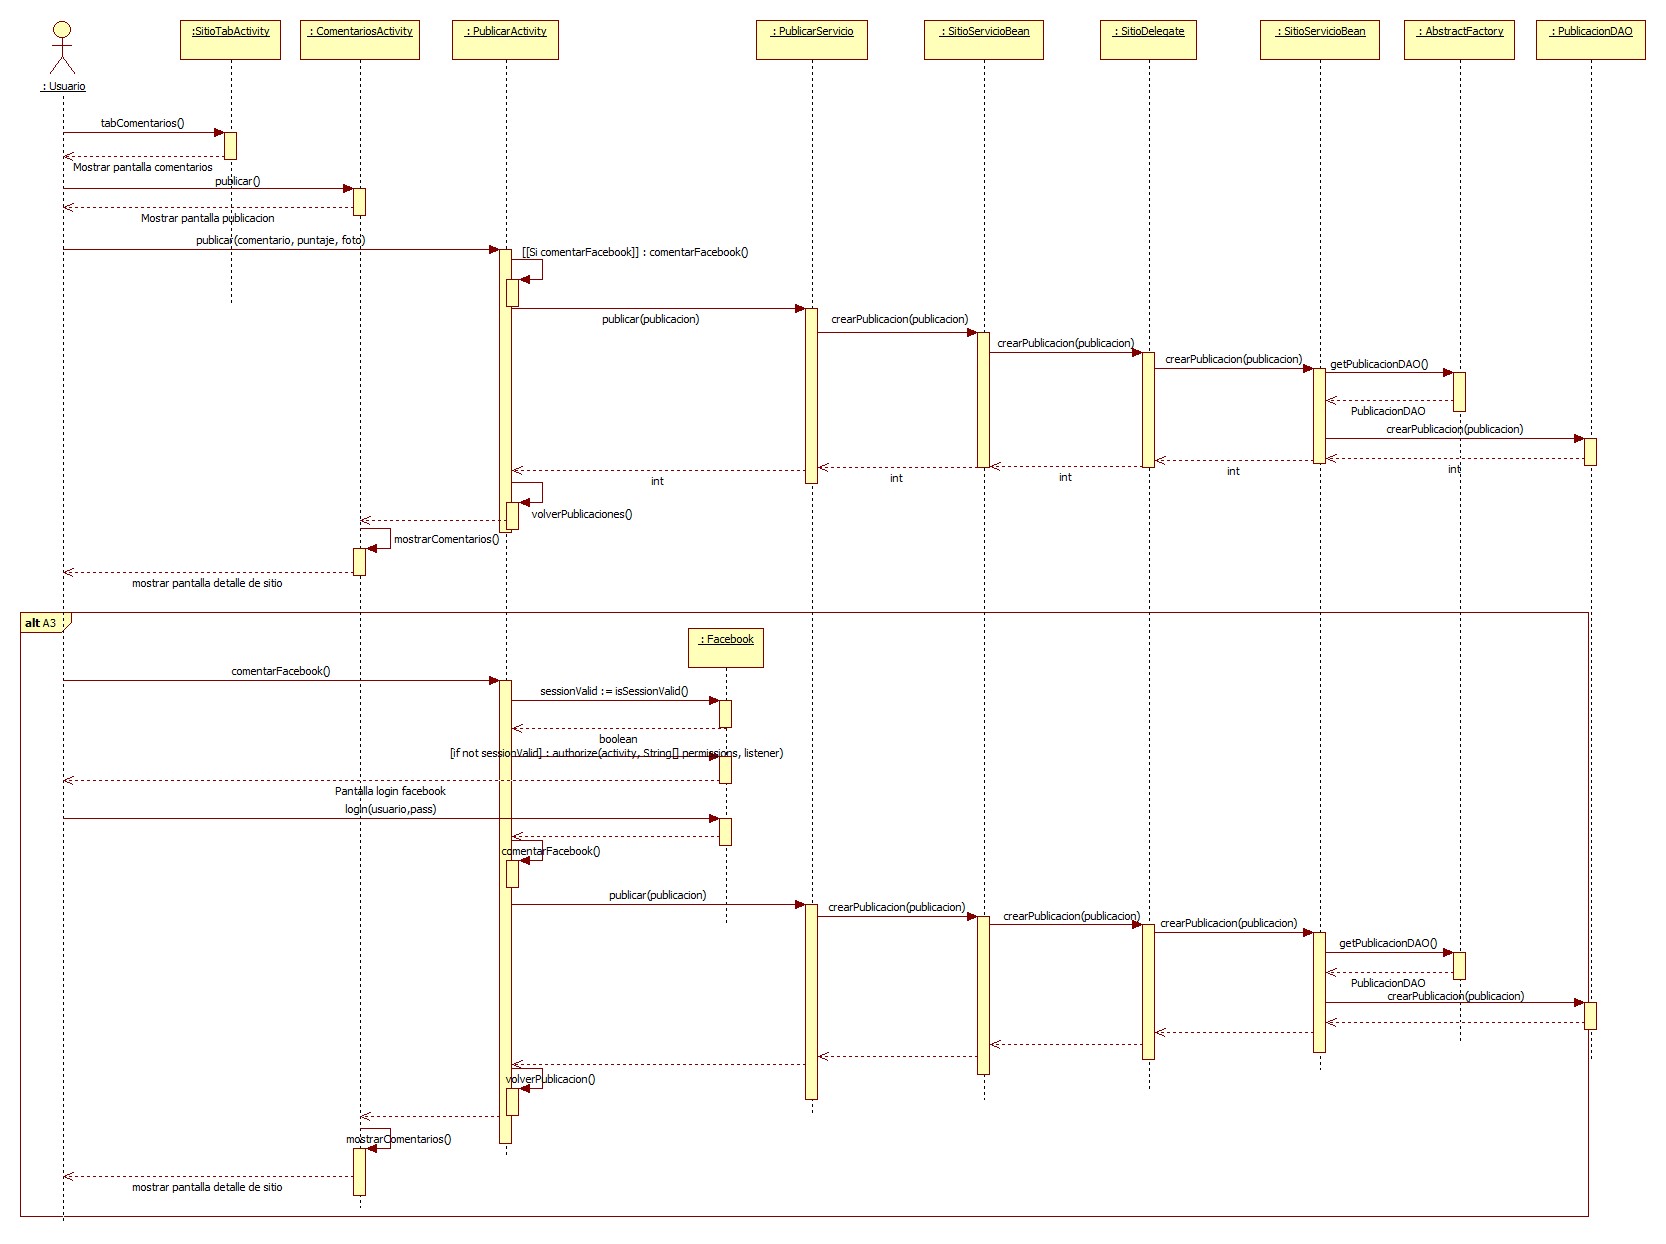 :SitioTabActivity
: ComentariosActivity
: PublicarActivity
: PublicarServicio
: SitioServicioBean
: SitioDelegate
: SitioServicioBean
: AbstractFactory
: PublicacionDAO
: Usuario
tabComentarios()
Mostrar pantalla comentarios
publicar()
Mostrar pantalla publicacion
publicar(comentario, puntaje, foto)
[[Si comentarFacebook]] : comentarFacebook()
publicar(publicacion)
crearPublicacion(publicacion)
crearPublicacion(publicacion)
crearPublicacion(publicacion)
getPublicacionDAO()
PublicacionDAO
crearPublicacion(publicacion)
int
int
int
int
int
volverPublicaciones()
mostrarComentarios()
mostrar pantalla detalle de sitio
alt A3
: Facebook
comentarFacebook()
sessionValid := isSessionValid()
boolean
[if not sessionValid] : authorize(activity, String[] permissions, listener)
Pantalla login facebook
login(usuario,pass)
comentarFacebook()
publicar(publicacion)
crearPublicacion(publicacion)
crearPublicacion(publicacion)
crearPublicacion(publicacion)
getPublicacionDAO()
PublicacionDAO
crearPublicacion(publicacion)
volverPublicacion()
mostrarComentarios()
mostrar pantalla detalle de sitio